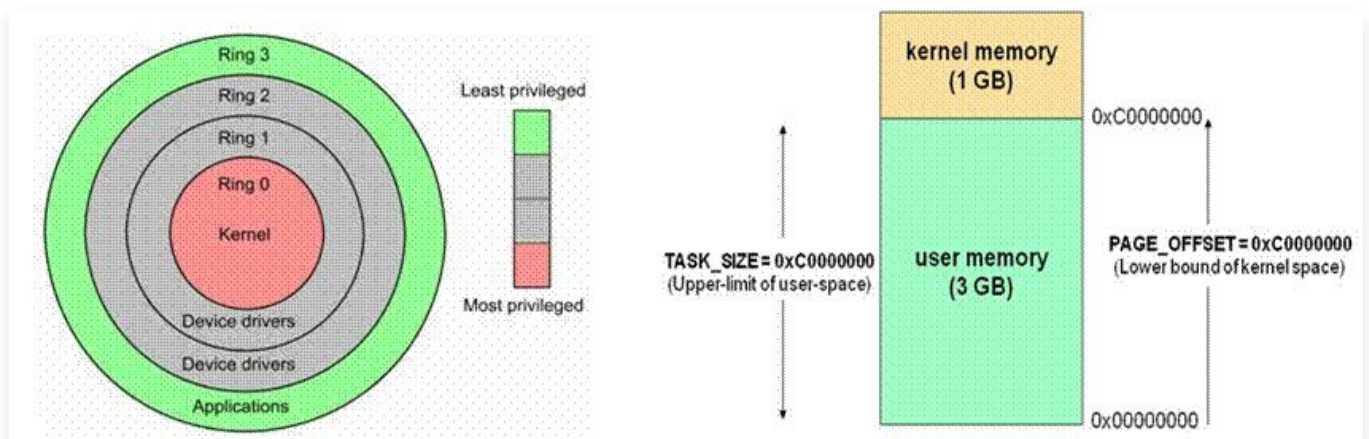 Ring 3
Ring 2
Ring 1
Ring 0
Kernel
Device drivers
Device drivers
Applications
Least privileged
Most privileged
kernel memory
(1 GB)
0xC0000000
TASK_SIZE = 0xC0000000
(Upper-limit of user-space)
user memory
(3 GB)
PAGE_OFFSET = 0xC0000000
(Lower bound of kernel space)
0x00000000